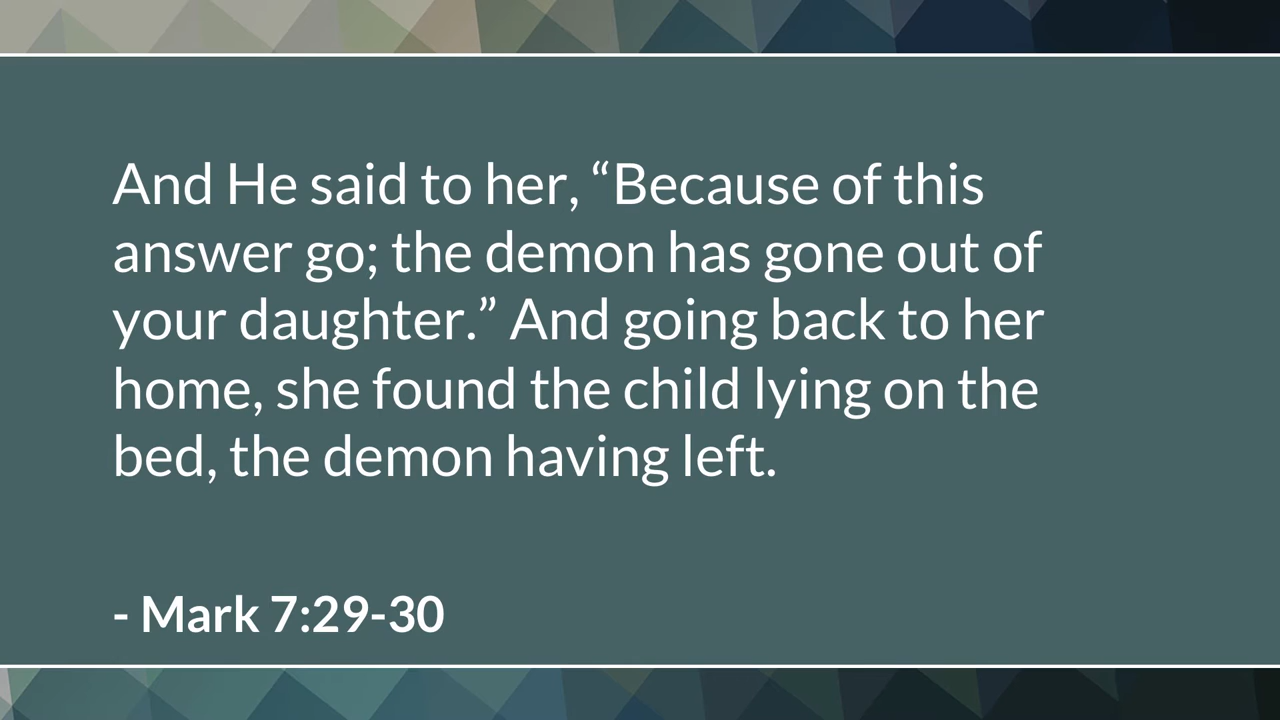 And He said to her, “Because of this
answer go; the demon has gone out of
your daughter.” And going back to her
home, she found the child lying on the
bed, the demon having left.
- Mark 7:29-30